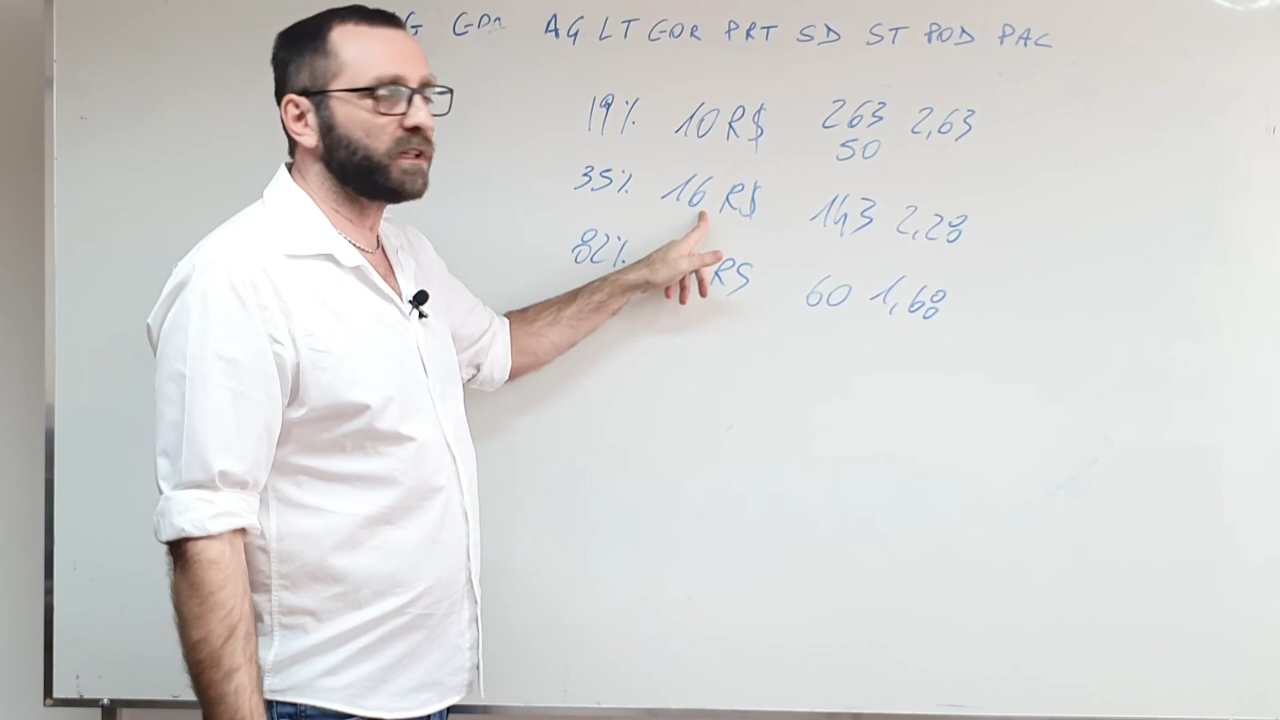 AG LT COR PRT SD ST POD PAC
19% 10 R$ 263 2,63
50
35% 16 R$ 143 2,28
82% R$ 60 1,68